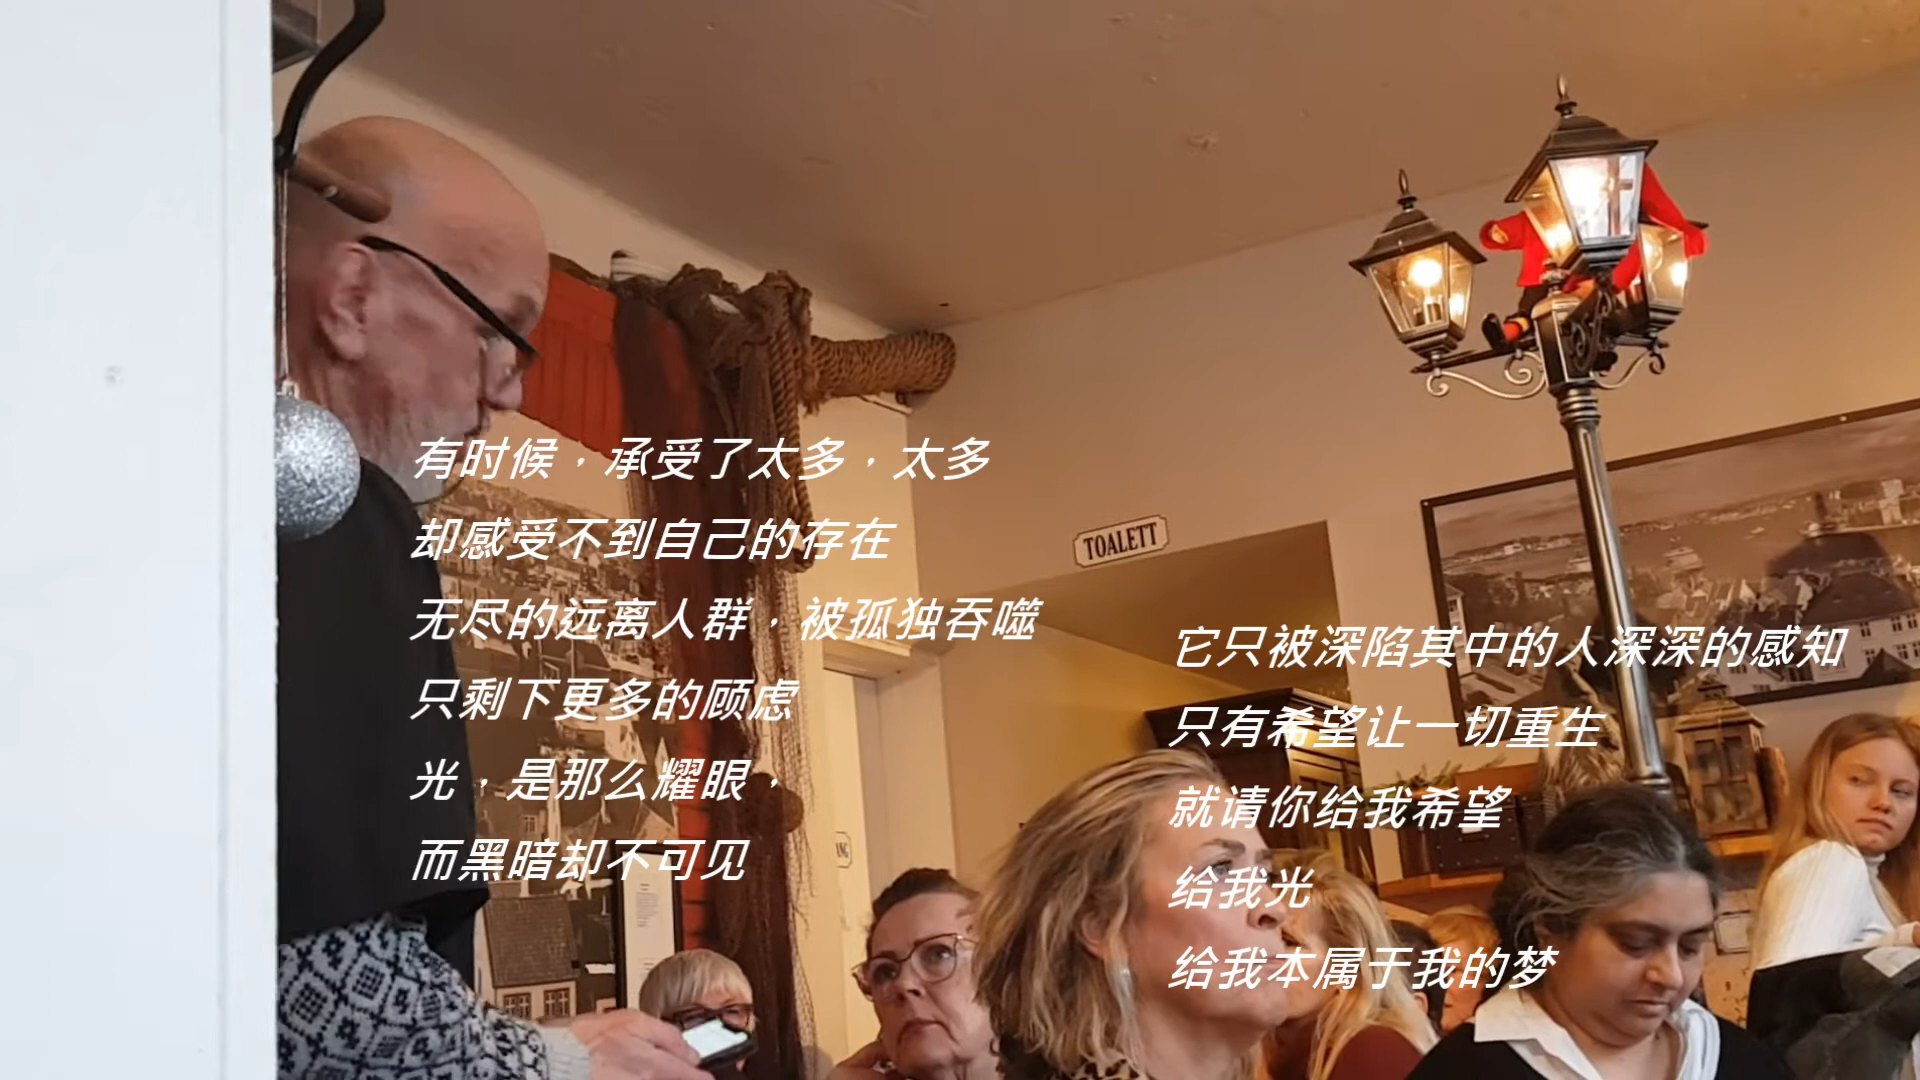 有时候，承受了太多，太多
却感受不到自己的存在
无尽的远离人群，被孤独吞噬
只剩下更多的顾虑
光，是那么耀眼，
而黑暗却不可见
它只被深陷其中的人深深的感知
只有希望让一切重生
就请你给我希望
给我光
给我本属于我的梦
TOALETT